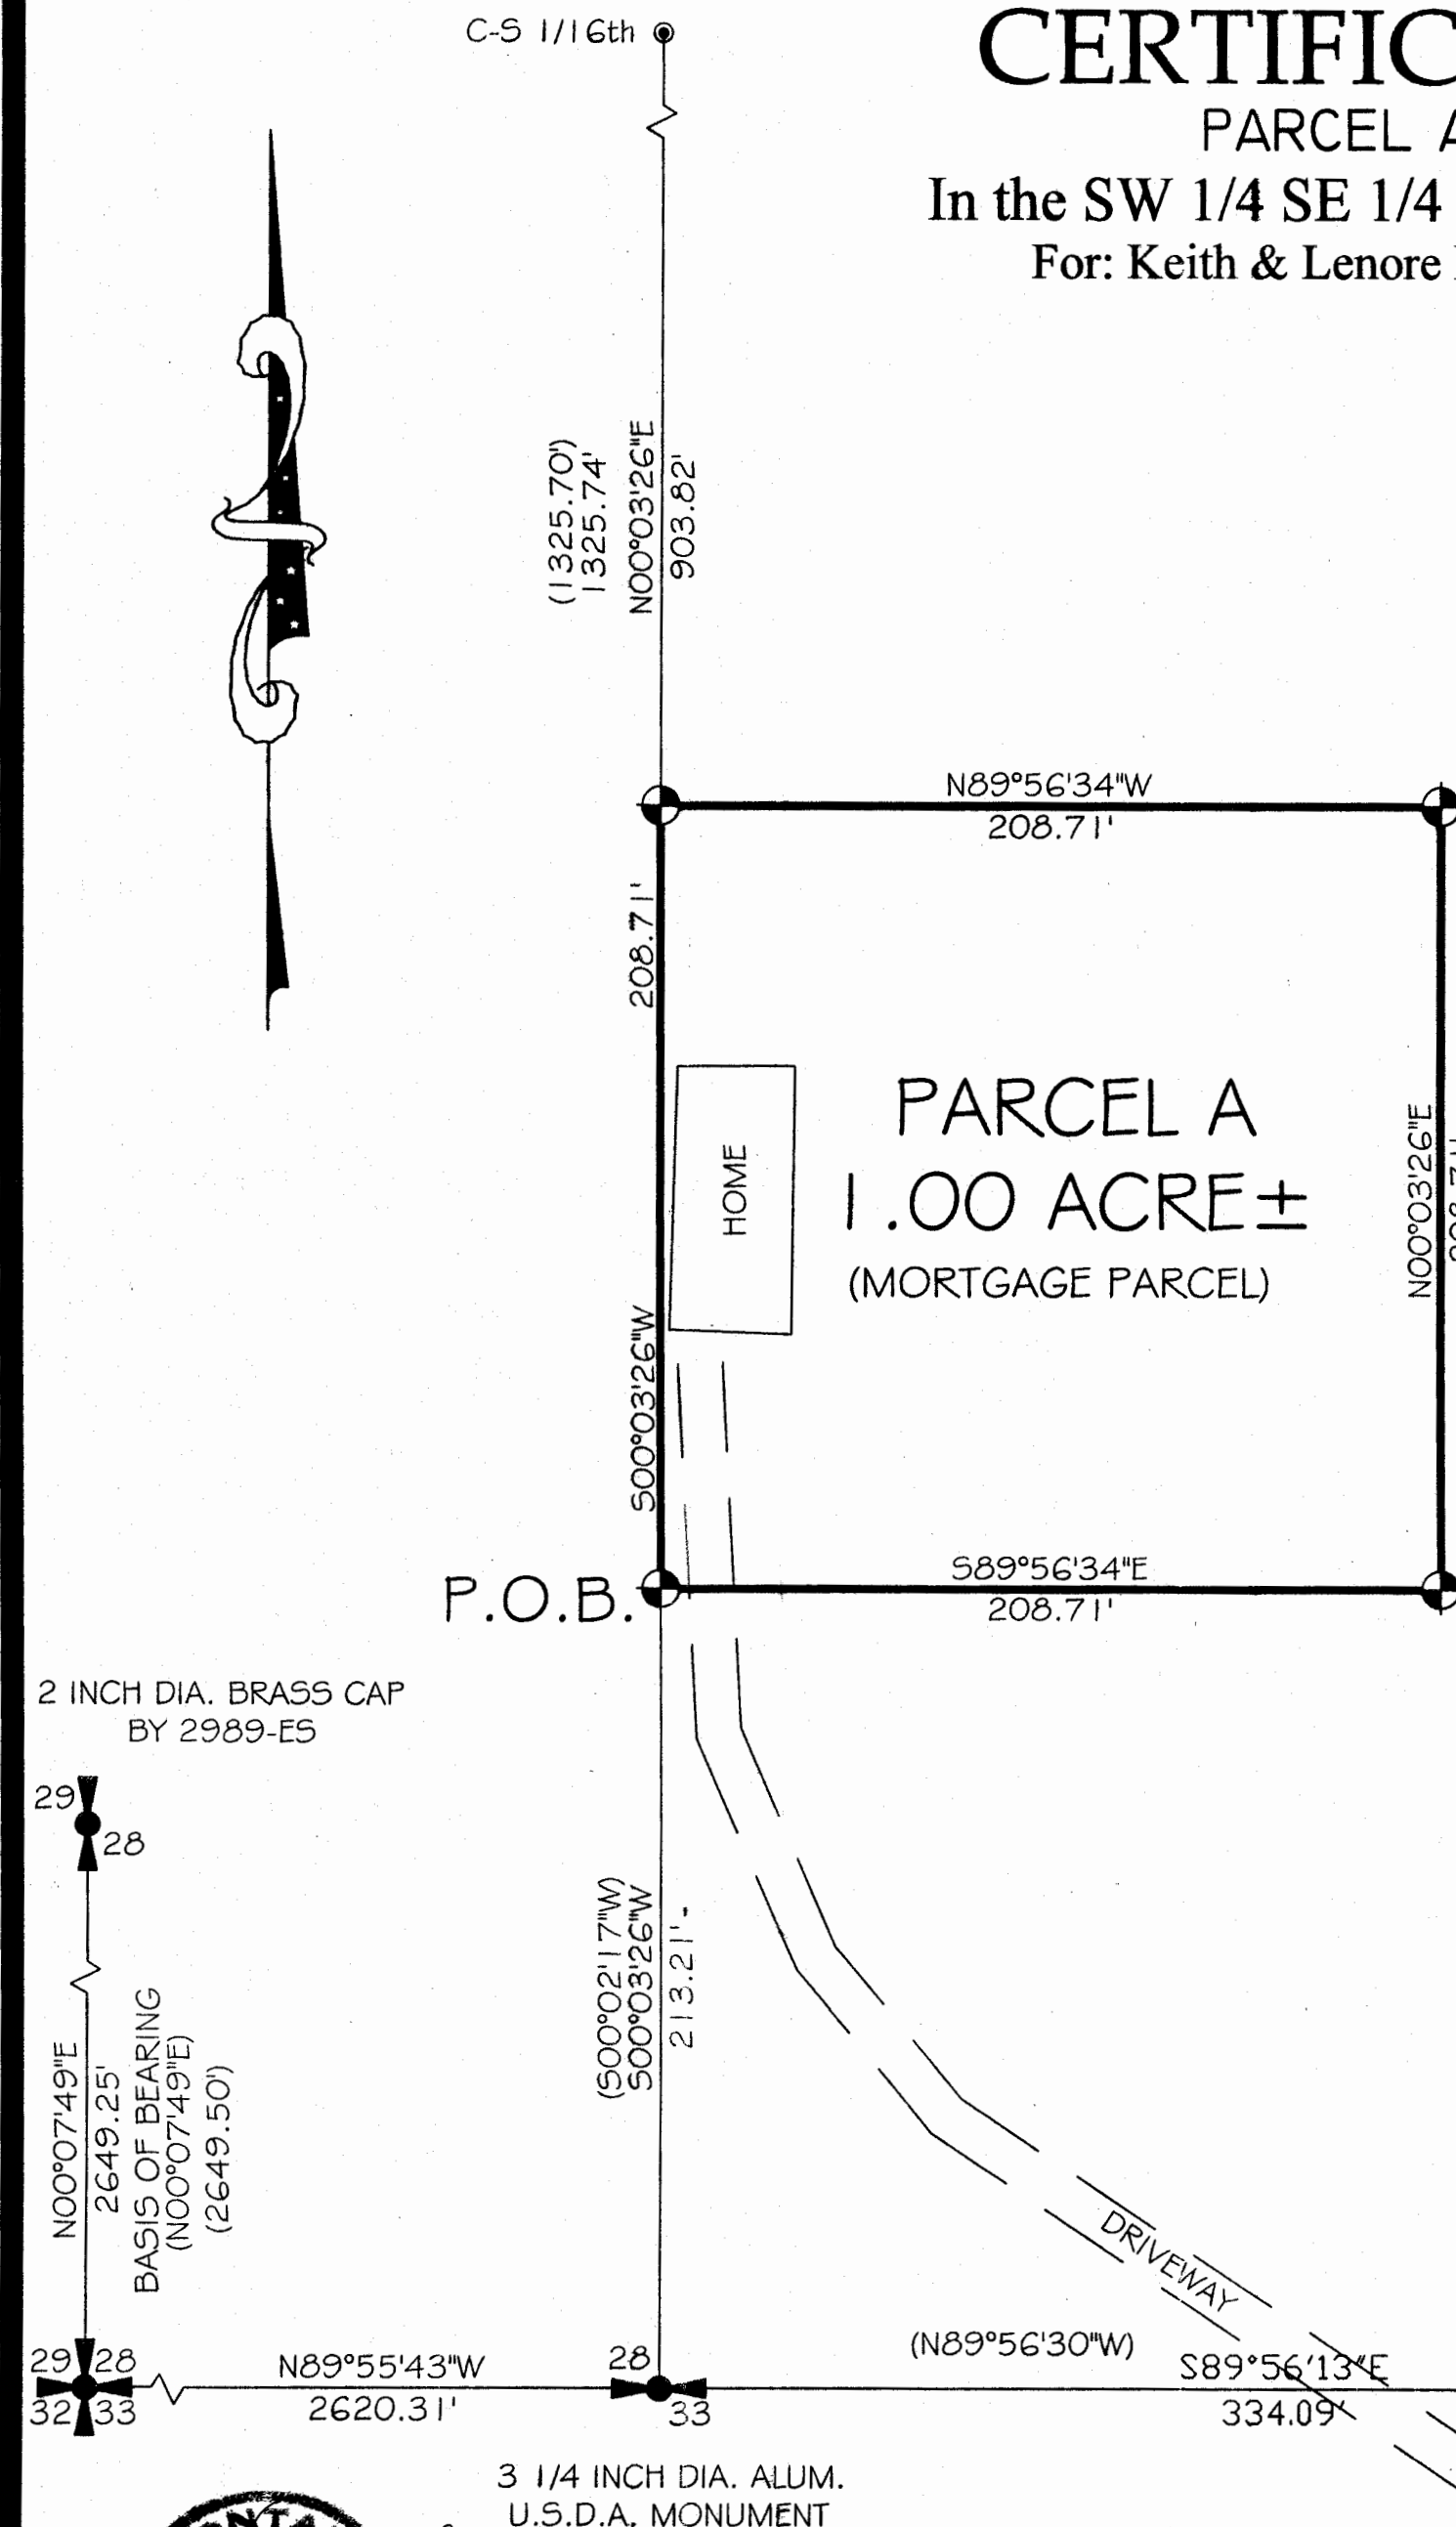 C-S 1/16th
CERTIFIC
PARCEL A
In the SW 1/4 SE 1/4
For: Keith & Lenore
(1325.70')
1325.74'
N00°03'26"E
903.82'
N89°56'34"W
208.71'
208.71'
S00°03'26"W
HOME
PARCEL A
1.00 ACRE±
(MORTGAGE PARCEL)
N00°03'26"E
S89°56'34"E
208.71'
P.O.B.
2 INCH DIA. BRASS CAP
BY 2989-ES
29
28
N00°07'49"E
2649.25'
BASIS OF BEARING
(N00°07'49"E)
(2649.50')
(S00°02'17"W)
S00°03'26"W
213.21'
DRIVEWAY
29 28
32 33
N89°55'43"W
2620.31'
28
33
(N89°56'30"W)
S89°56'13"E
334.09'
3 1/4 INCH DIA. ALUM.
U.S.D.A. MONUMENT